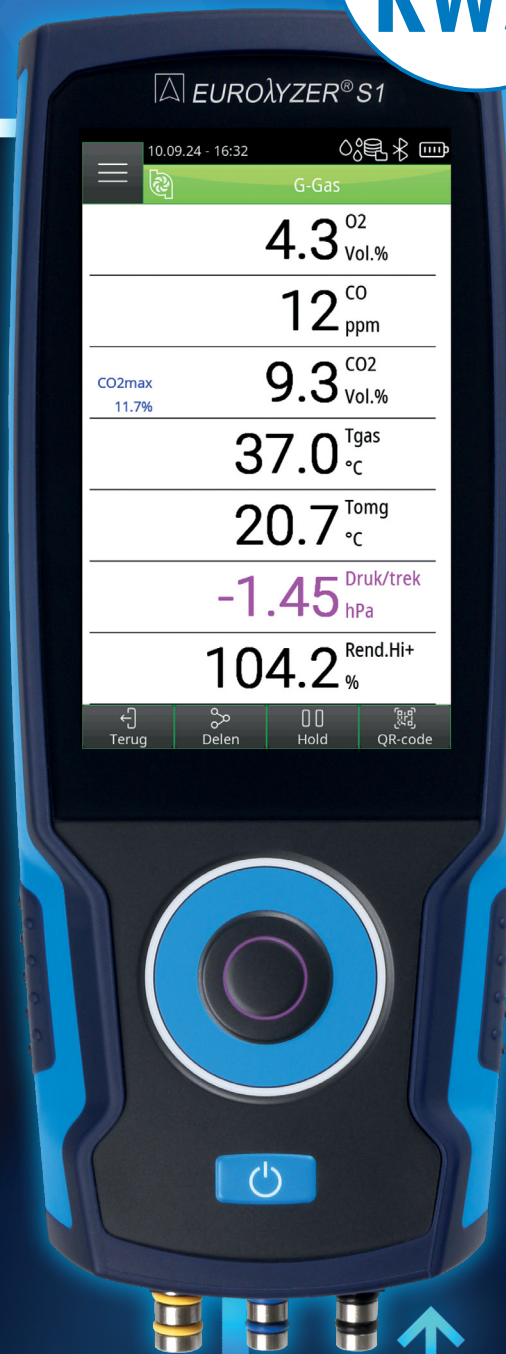 KW
EUROλYZER® S1
10.09.24 - 16:32
G-Gas
4.3 O2 Vol.%
12 CO ppm
CO2max 11.7%
9.3 CO2 Vol.%
37.0 Tgas °C
20.7 Tomg °C
-1.45 Druk/trek hPa
104.2 Rend.Hi+ %
Terug Delen Hold QR-code